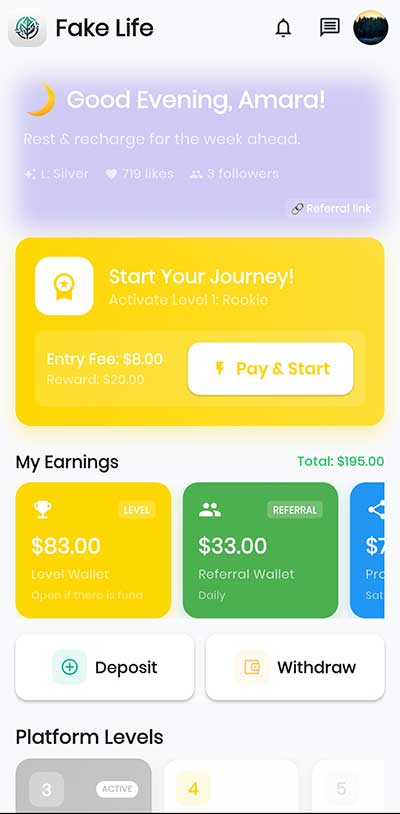 Fake Life
Good Evening, Amara!
Rest & recharge for the week ahead.
L: Silver 719 likes 3 followers
Referral link
Start Your Journey!
Activate Level 1: Rookie
Entry Fee: $8.00
Reward: $20.00
Pay & Start
My Earnings
Total: $195.00
LEVEL
$83.00
Level Wallet
Open if there is fund
REFERRAL
$33.00
Referral Wallet
Daily
$7
Pro
Sat
Deposit
Withdraw
Platform Levels
3
ACTIVE
4
5